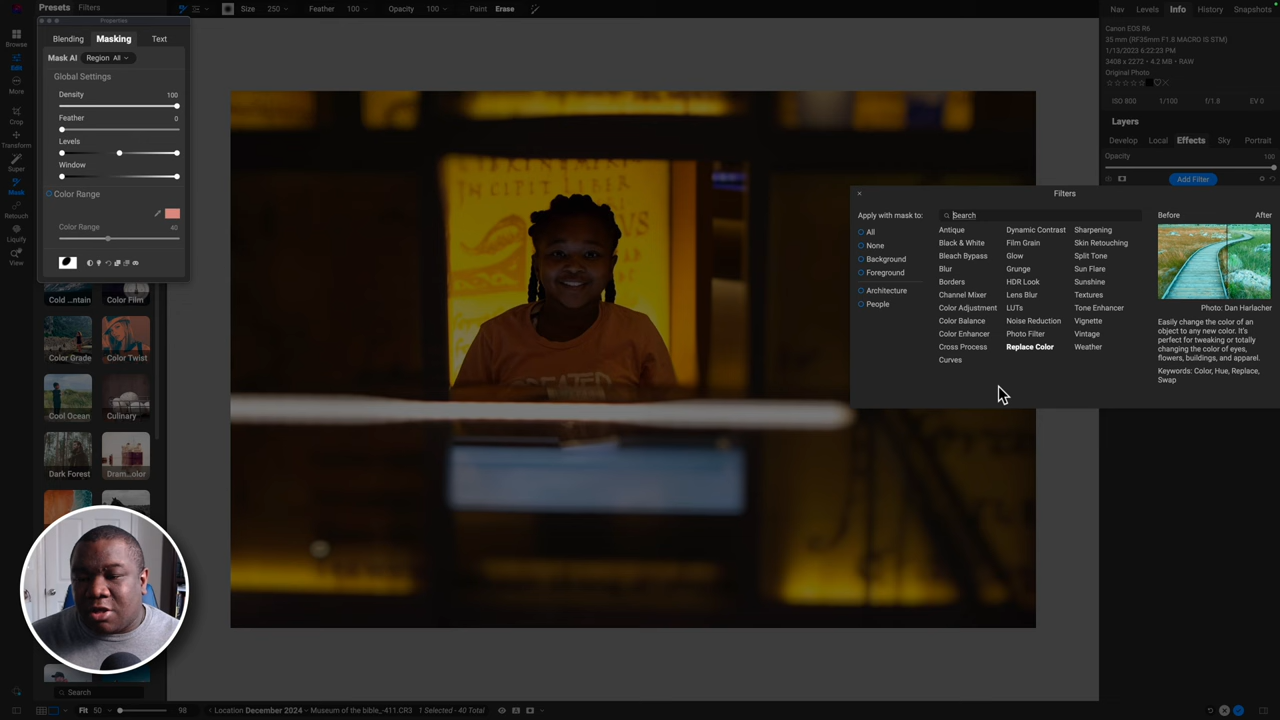 Presets Filters
Size 250 Feather 100 Opacity 100 Paint Erase
Nav Levels Info History Snapshots
Properties
Blending Masking Text
Mask AI Region All
Global Settings
Density 100
Feather 0
Levels
Window
Color Range
Color Range 40
Browse
Edit
More
Crop
Transform
Super
Mask
Retouch
Liquify
View
Cold ...ntain Color Film
Color Grade Color Twist
Cool Ocean Culinary
Dark Forest Dram...olor
Search
Canon EOS R6
35 mm (RF35mm F1.8 MACRO IS STM)
1/13/2023 6:22:23 PM
3408 x 2272 • 4.2 MB • RAW
Original Photo
ISO 800 1/100 f/1.8 EV 0
Layers
Develop Local Effects Sky Portrait
Opacity 100
Add Filter
Filters
Apply with mask to:
All
None
Background
Foreground
Architecture
People
Search
Antique Dynamic Contrast Sharpening
Black & White Film Grain Skin Retouching
Bleach Bypass Glow Split Tone
Blur Grunge Sun Flare
Borders HDR Look Sunshine
Channel Mixer Lens Blur Textures
Color Adjustment LUTs Tone Enhancer
Color Balance Noise Reduction Vignette
Color Enhancer Photo Filter Vintage
Cross Process Replace Color Weather
Curves
Before After
Photo: Dan Harlacher
Easily change the color of an
object to any new color. It's
perfect for tweaking or totally
changing the color of eyes,
flowers, buildings, and apparel.
Keywords: Color, Hue, Replace,
Swap
INCIPIT LIBER
CREATED
Fit 50 98 Location December 2024 Museum of the bible_-411.CR3 1 Selected - 40 Total